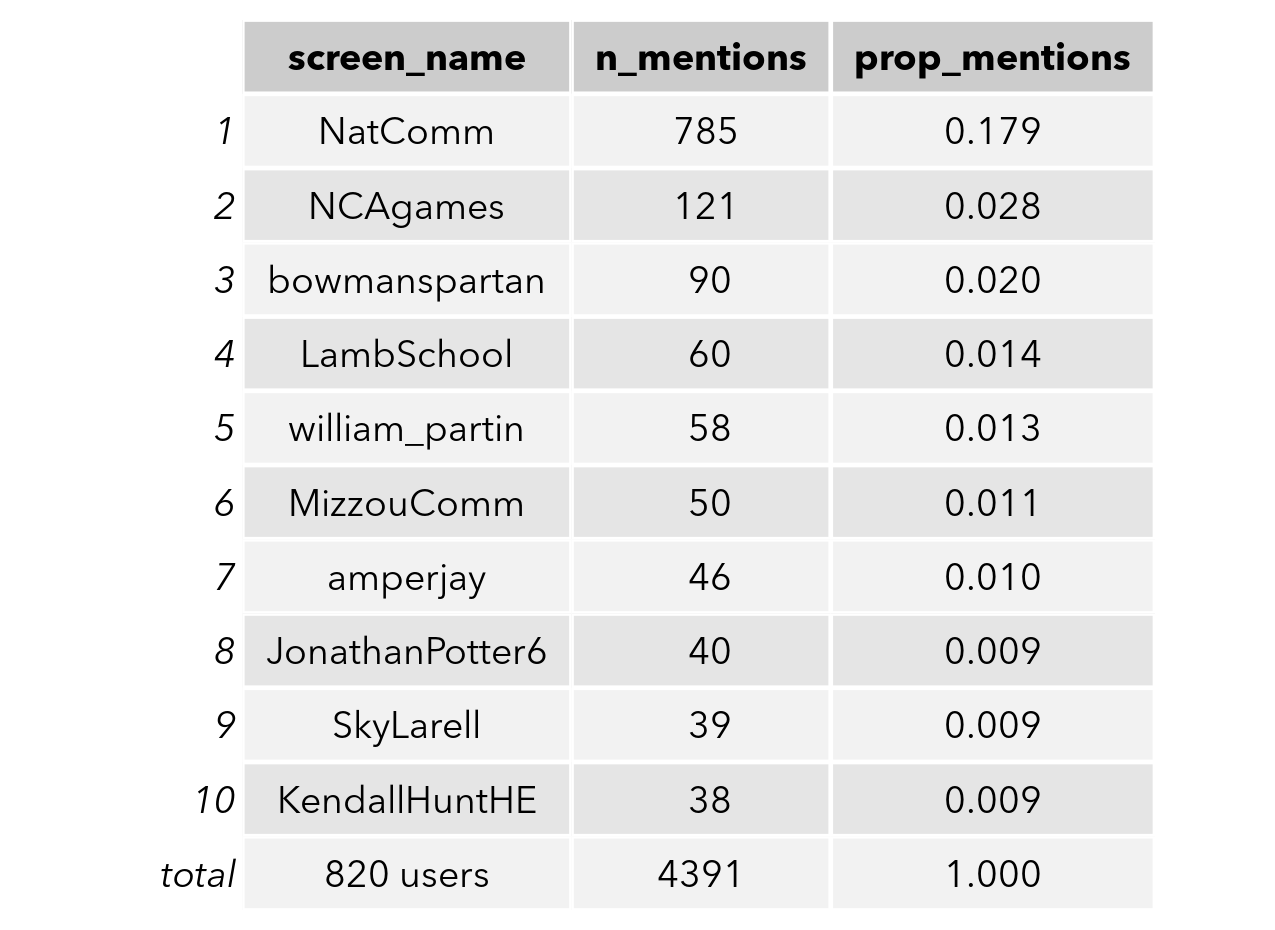 screen_name n_mentions prop_mentions
1 NatComm 785 0.179
2 NCAgames 121 0.028
3 bowmanspartan 90 0.020
4 LambSchool 60 0.014
5 william_partin 58 0.013
6 MizzouComm 50 0.011
7 amperjay 46 0.010
8 JonathanPotter6 40 0.009
9 SkyLarell 39 0.009
10 KendallHuntHE 38 0.009
total 820 users 4391 1.000